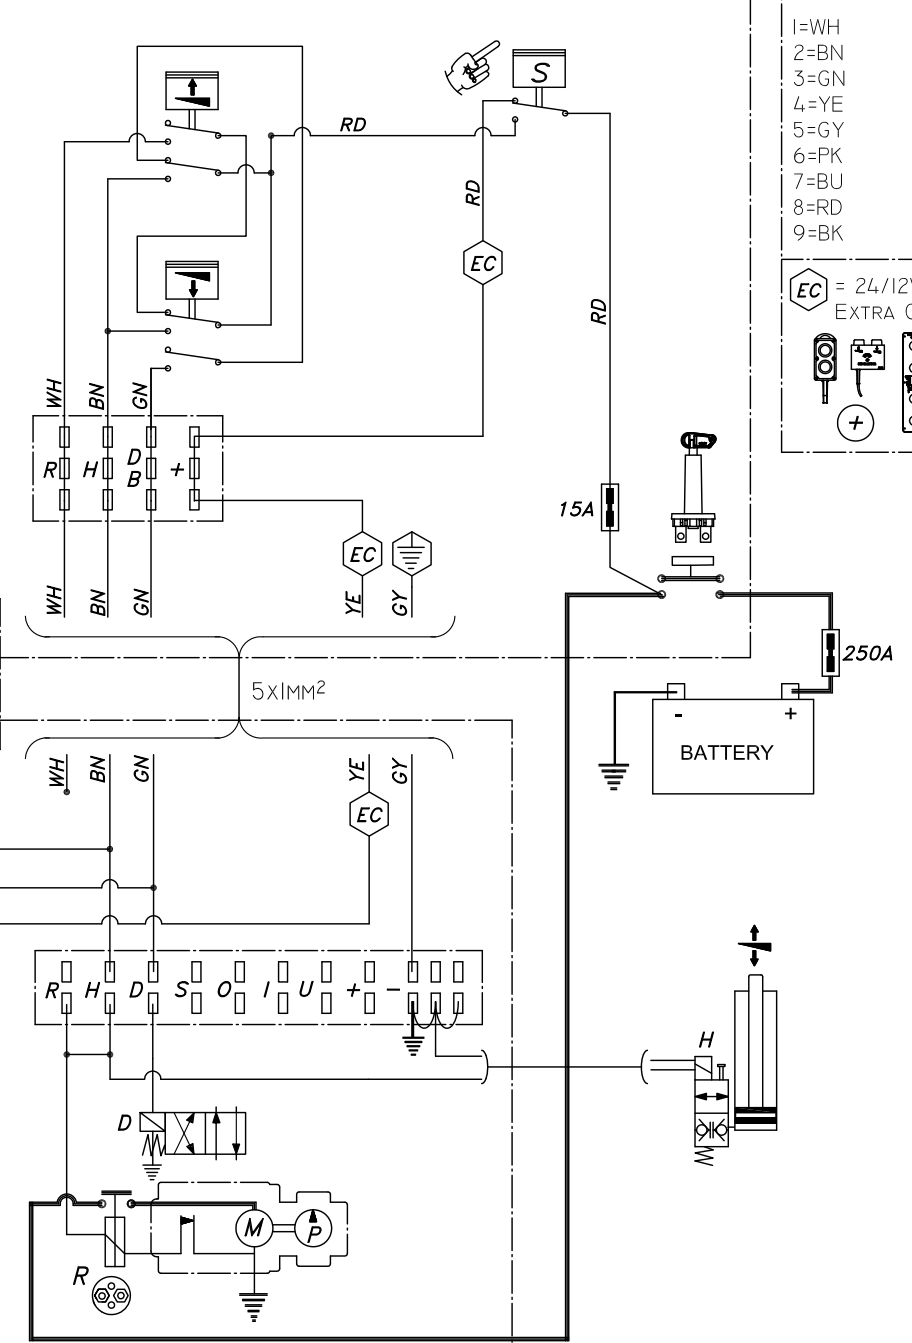 1=WH
2=BN
3=GN
4=YE
5=GY
6=PK
7=BU
8=RD
9=BK
EC = 24/12V
EXTRA
+
S
RD
RD
EC
RD
WH BN GN
R H D B +
15A
EC
WH BN GN YE GY
250A
5X1MM²
- +
BATTERY
WH BN GN YE GY
EC
R H D S O I U + -
H
D
M P
R